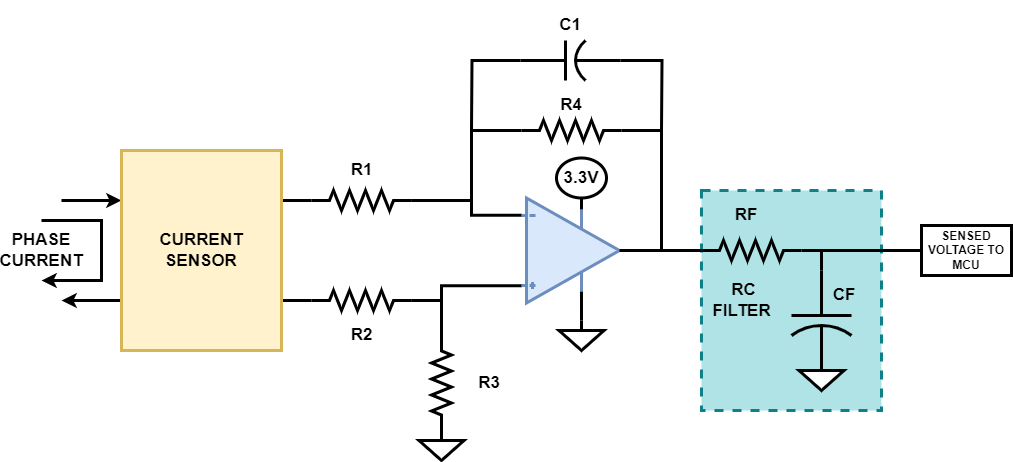 C1
R4
R1
3.3V
-
+
PHASE
CURRENT
CURRENT
SENSOR
R2
R3
RF
RC
FILTER
CF
SENSED
VOLTAGE TO
MCU